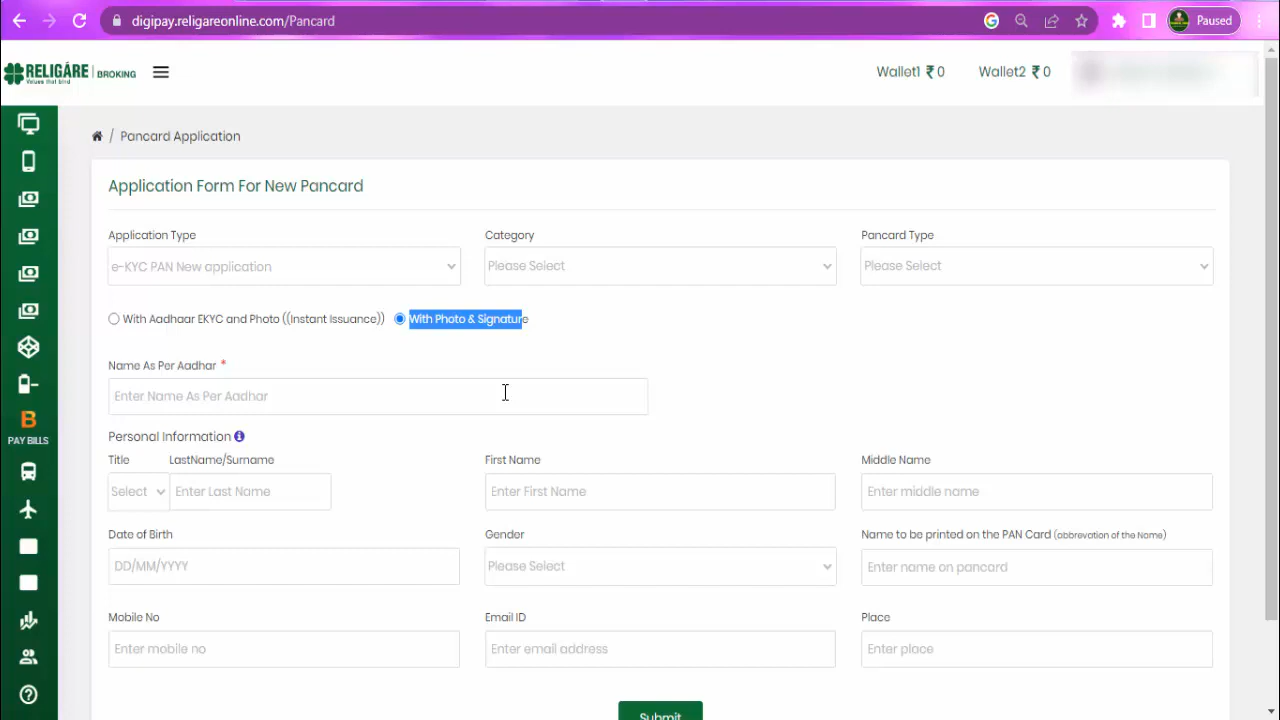 digipay.religareonline.com/Pancard
Paused
RELIGARE BROKING
Values that bind
Wallet1 ₹ 0
Wallet2 ₹ 0
/ Pancard Application
Application Form For New Pancard
Application Type
Category
Pancard Type
e-KYC PAN New application
Please Select
Please Select
With Aadhaar EKYC and Photo ((Instant Issuance))
With Photo & Signature
Name As Per Aadhar *
Enter Name As Per Aadhar
Personal Information
Title
LastName/Surname
First Name
Middle Name
Select
Enter Last Name
Enter First Name
Enter middle name
Date of Birth
Gender
Name to be printed on the PAN Card (abbrevation of the Name)
DD/MM/YYYY
Please Select
Enter name on pancard
Mobile No
Email ID
Place
Enter mobile no
Enter email address
Enter place
Submit
B
PAY BILLS